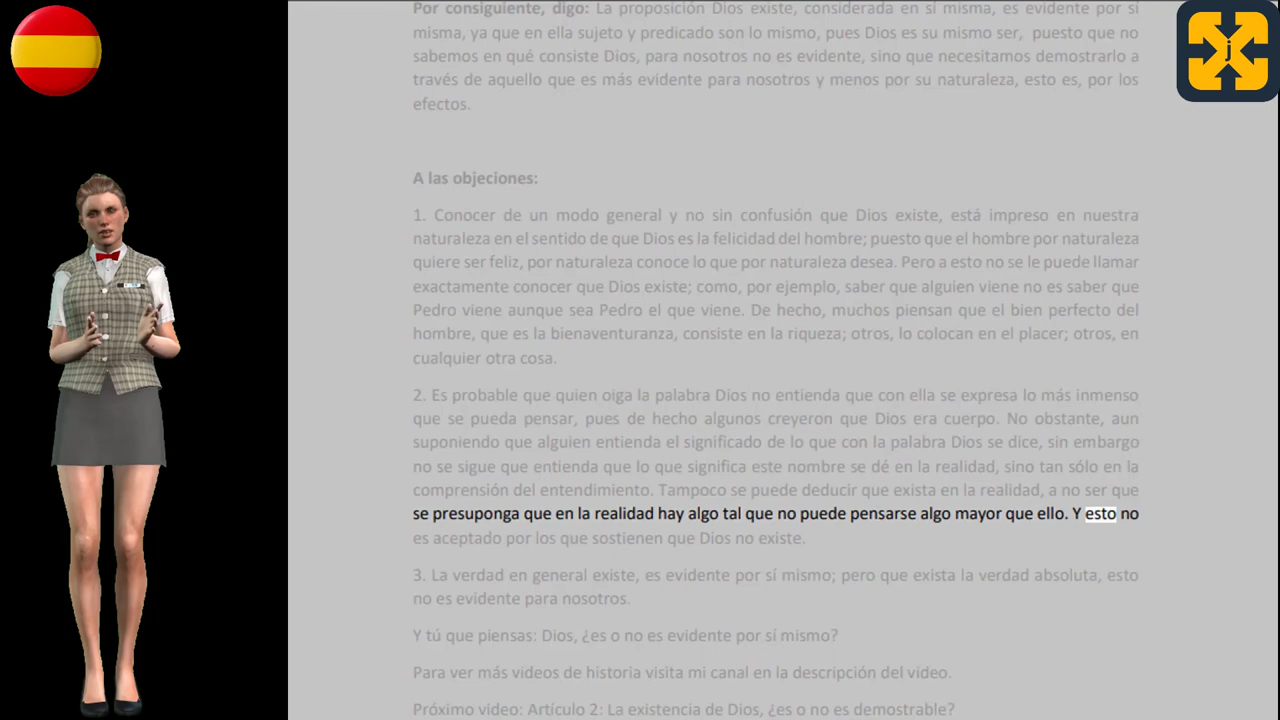 Por consiguiente, digo: La proposición Dios existe, considerada en sí misma, es evidente por sí
misma, ya que en ella sujeto y predicado son lo mismo, pues Dios es su mismo ser, puesto que no
sabemos en qué consiste Dios, para nosotros no es evidente, sino que necesitamos demostrarlo a
través de aquello que es más evidente para nosotros y menos por su naturaleza, esto es, por los
efectos.
A las objeciones:
1. Conocer de un modo general y no sin confusión que Dios existe, está impreso en nuestra
naturaleza en el sentido de que Dios es la felicidad del hombre; puesto que el hombre por naturaleza
quiere ser feliz, por naturaleza conoce lo que por naturaleza desea. Pero a esto no se le puede llamar
exactamente conocer que Dios existe; como, por ejemplo, saber que alguien viene no es saber que
Pedro viene aunque sea Pedro el que viene. De hecho, muchos piensan que el bien perfecto del
hombre, que es la bienaventuranza, consiste en la riqueza; otros, lo colocan en el placer; otros, en
cualquier otra cosa.
2. Es probable que quien oiga la palabra Dios no entienda que con ella se expresa lo más inmenso
que se pueda pensar, pues de hecho algunos creyeron que Dios era cuerpo. No obstante, aun
suponiendo que alguien entienda el significado de lo que con la palabra Dios se dice, sin embargo
no se sigue que entienda que lo que significa este nombre se dé en la realidad, sino tan sólo en la
comprensión del entendimiento. Tampoco se puede deducir que exista en la realidad, a no ser que
se presuponga que en la realidad hay algo tal que no puede pensarse algo mayor que ello. Y esto no
es aceptado por los que sostienen que Dios no existe.
3. La verdad en general existe, es evidente por sí mismo; pero que exista la verdad absoluta, esto
no es evidente para nosotros.
Y tú que piensas: Dios, ¿es o no es evidente por sí mismo?
Para ver más videos de historia visita mi canal en la descripción del video.
Próximo video: Artículo 2: La existencia de Dios, ¿es o no es demostrable?